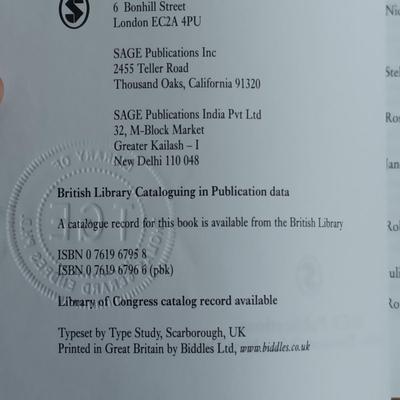 6 Bonhill Street
London EC2A 4PU
SAGE Publications Inc
2455 Teller Road
Thousand Oaks, California 91320
SAGE Publications India Pvt Ltd
32, M-Block Market
Greater Kailash – I
New Delhi 110 048
British Library Cataloguing in Publication data
A catalogue record for this book is available from the British Library
ISBN 0 7619 6795 8
ISBN 0 7619 6796 6 (pbk)
Library of Congress catalog record available
Typeset by Type Study, Scarborough, UK
Printed in Great Britain by Biddles Ltd, www.biddles.co.uk